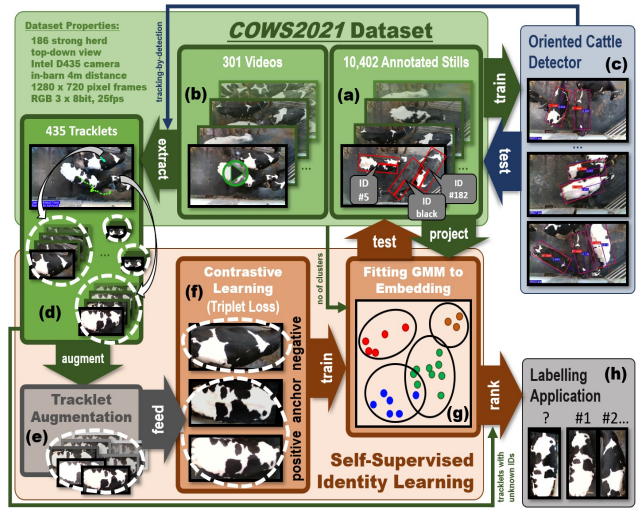 COWS2021 Dataset
Dataset Properties:
186 strong herd
top-down view
Intel D435 camera
in-barn 4m distance
1280 x 720 pixel frames
RGB 3 x 8bit, 25fps
tracking-by-detection
301 Videos
(b)
...
10,402 Annotated Stills
(a)
...
ID
#5
ID
black
ID
#182
train
test
Oriented Cattle
Detector
(c)
...
435 Tracklets
extract
...
(d)
test
project
augment
no of clusters
Contrastive
Learning
(Triplet Loss)
(f)
negative
anchor
positive
Fitting GMM to
Embedding
(g)
train
rank
Tracklet
Augmentation
(e)
feed
Self-Supervised
Identity Learning
tracklets with
unknown IDs
(h)
Labelling
Application
? #1 #2...